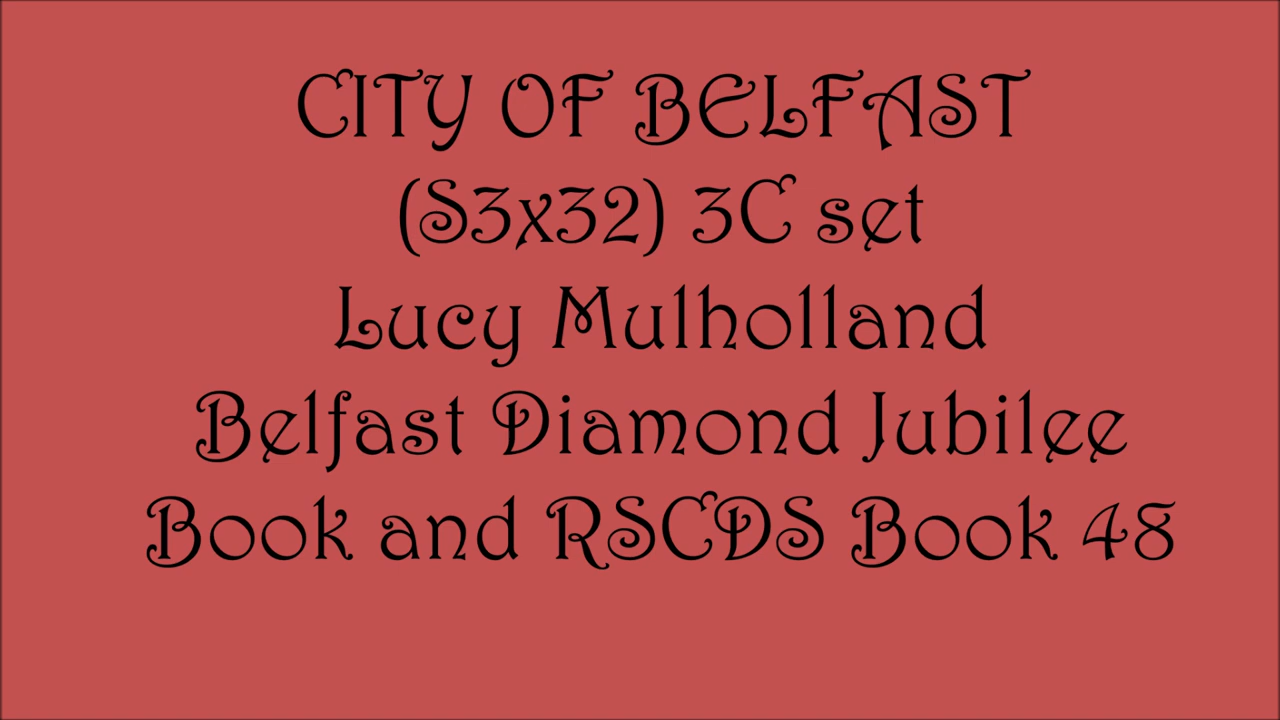 CITY OF BELFAST
(S3x32) 3C set
Lucy Mulholland
Belfast Diamond Jubilee
Book and RSCDS Book 48